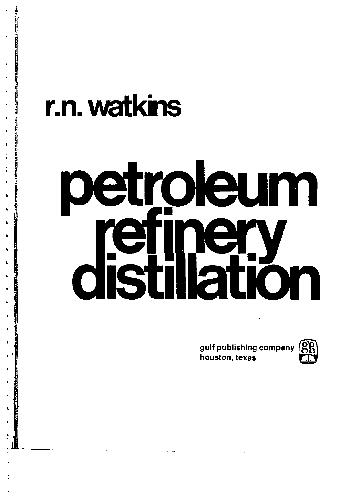 r.n. watkins
petroleum
refinery
distillation
gulf publishing company
houston, texas